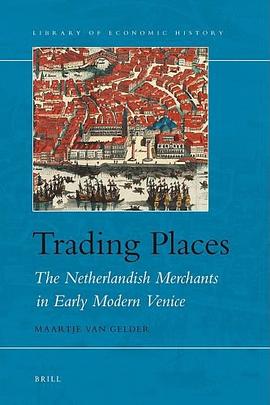 LIBRARY OF ECONOMIC HISTORY
Trading Places
The Netherlandish Merchants
in Early Modern Venice
MAARTJE VAN GELDER
BRILL